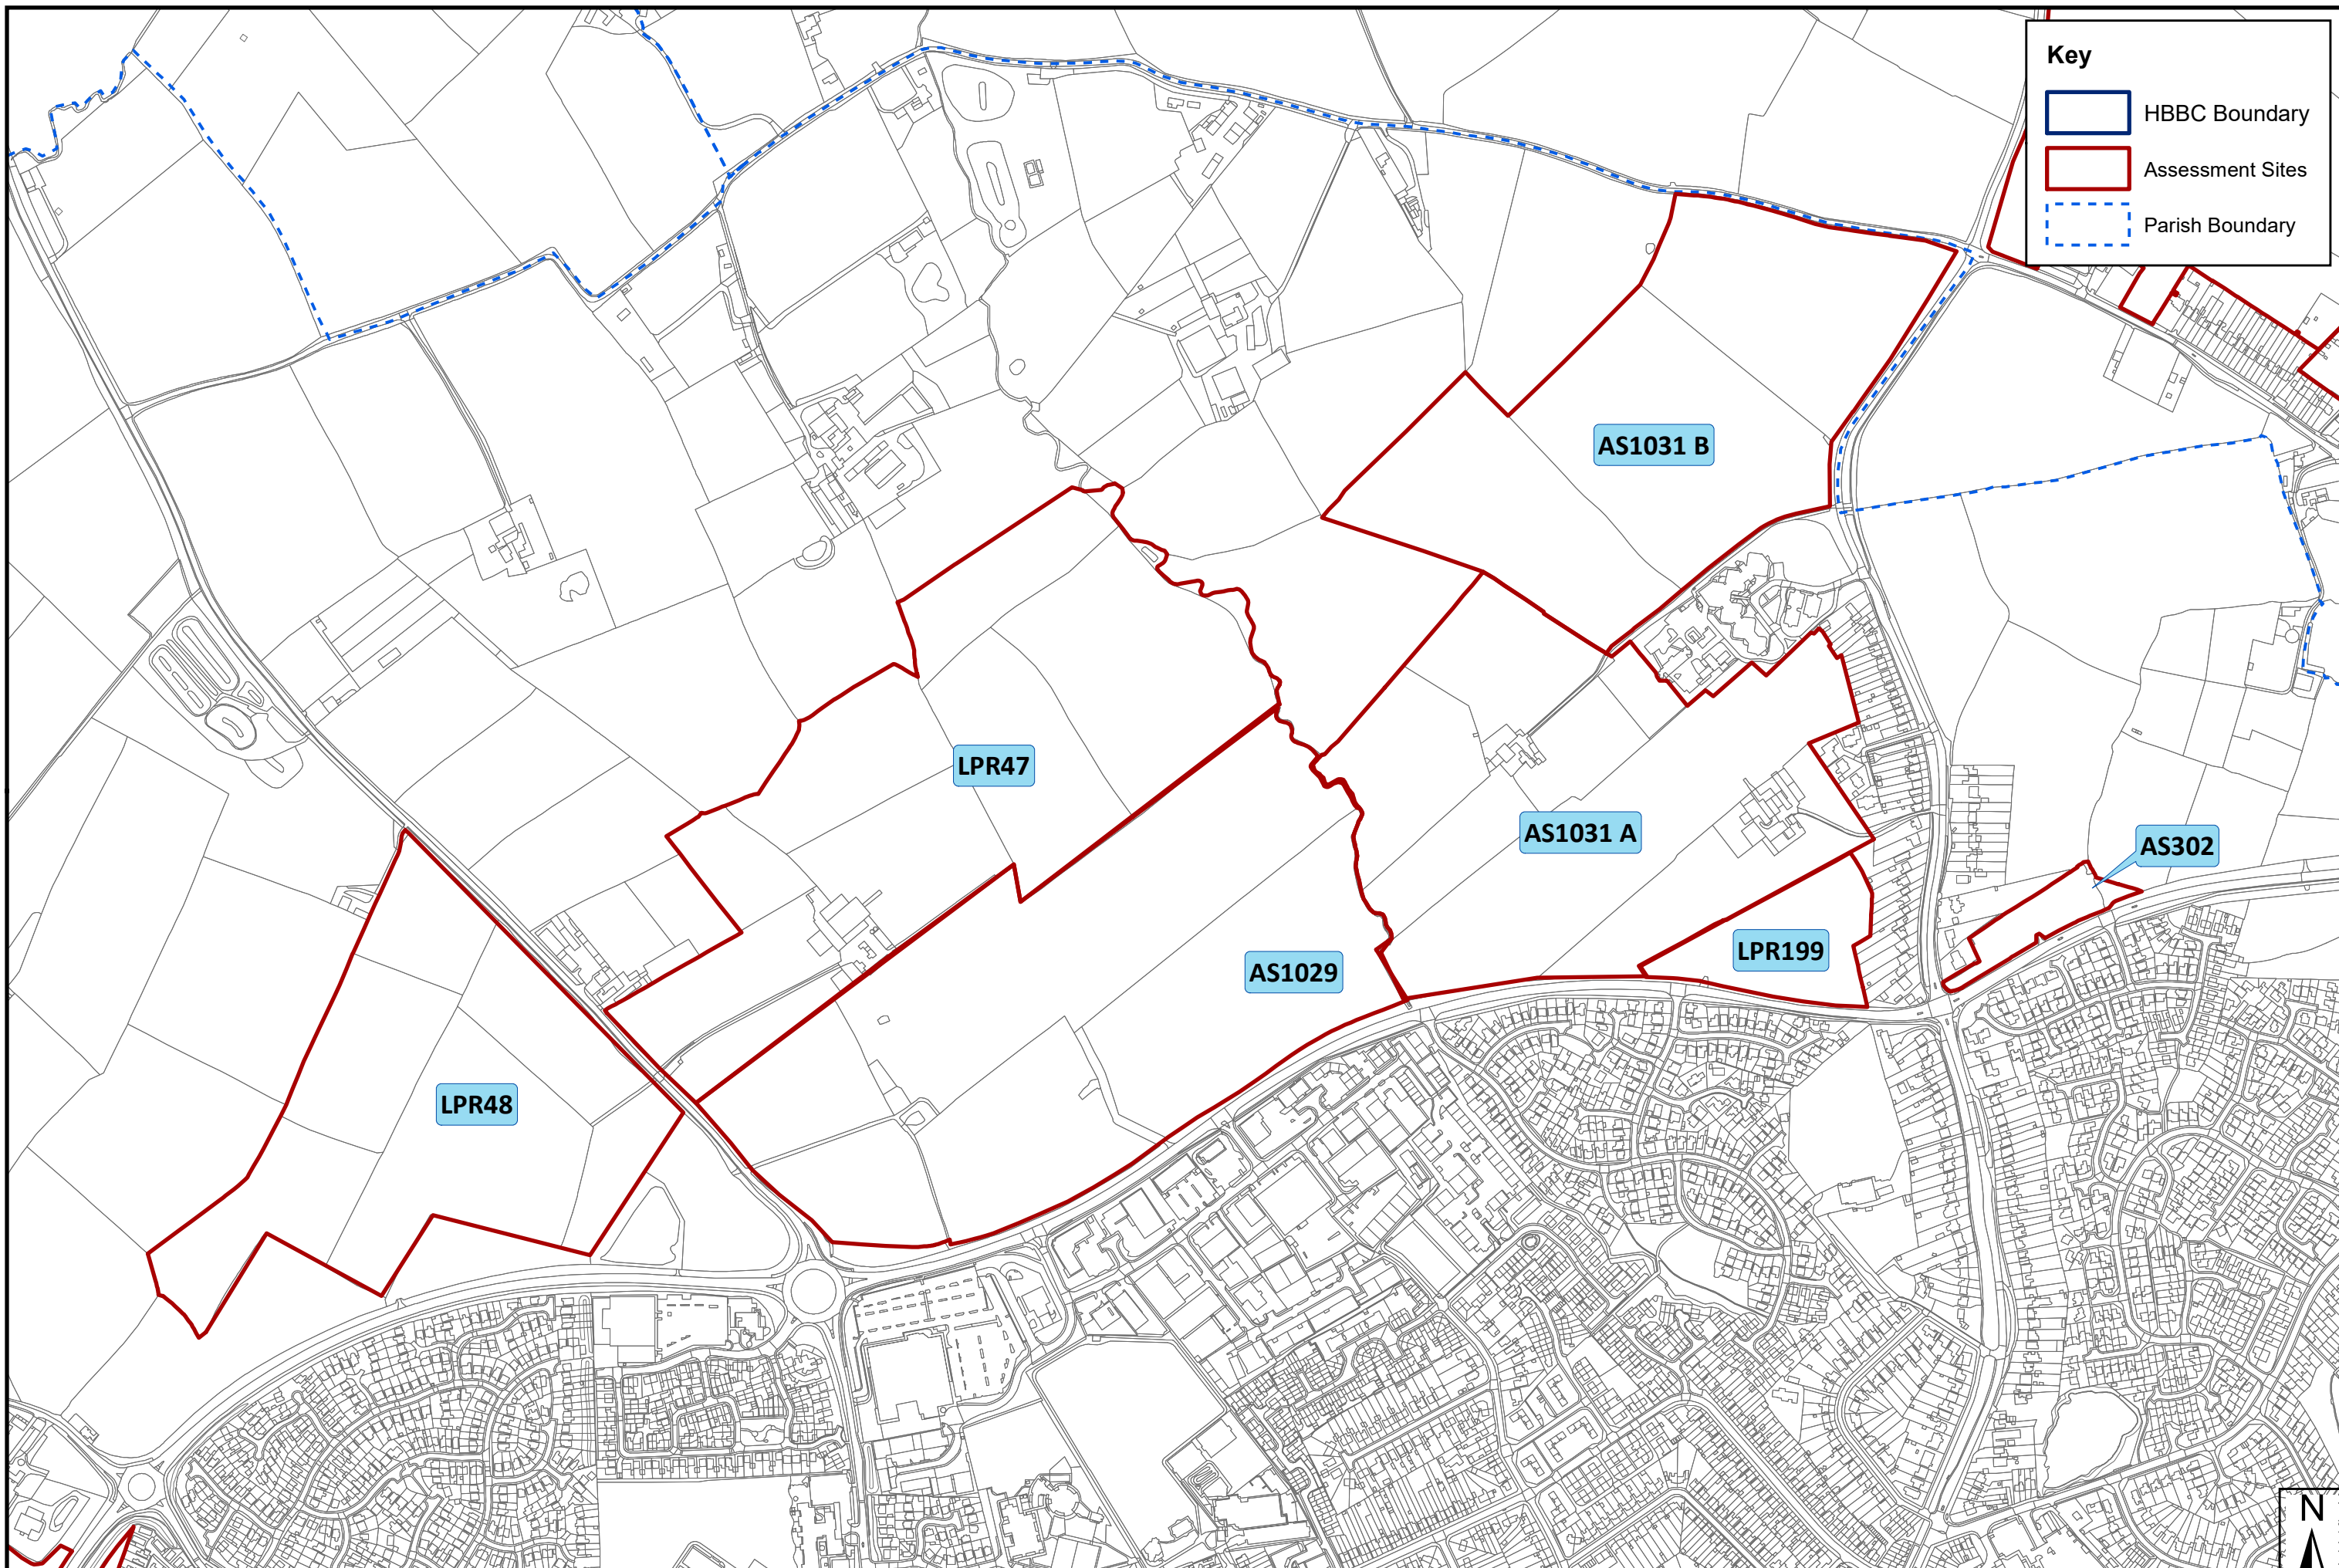 Key
HBBC Boundary
Assessment Sites
Parish Boundary
AS1031 B
LPR47
AS1031 A
AS302
LPR199
AS1029
LPR48
N